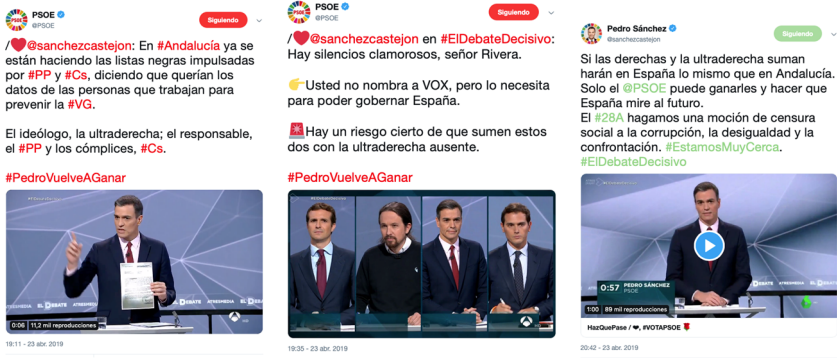 PSOE
@PSOE
Siguiendo
/❤️@sanchezcastejon: En #Andalucía ya se
están haciendo las listas negras impulsadas
por #PP y #Cs, diciendo que querían los
datos de las personas que trabajan para
prevenir la #VG.
El ideólogo, la ultraderecha; el responsable,
el #PP y los cómplices, #Cs.
#PedroVuelveAGanar
EL DEBATE
ATRESMEDIA
EL DEBATE
0:06 | 11,2 mil reproducciones
19:11 - 23 abr. 2019
PSOE
@PSOE
Siguiendo
/❤️@sanchezcastejon en #ElDebateDecisivo:
Hay silencios clamorosos, señor Rivera.
👉Usted no nombra a VOX, pero lo necesita
para poder gobernar España.
🚨Hay un riesgo cierto de que sumen estos
dos con la ultraderecha ausente.
#PedroVuelveAGanar
19:35 - 23 abr. 2019
Pedro Sánchez
@sanchezcastejon
Siguiendo
Si las derechas y la ultraderecha suman
harán en España lo mismo que en Andalucía.
Solo el @PSOE puede ganarles y hacer que
España mire al futuro.
El #28A hagamos una moción de censura
social a la corrupción, la desigualdad y la
confrontación. #EstamosMuyCerca.
#ElDebateDecisivo
0:57 PEDRO SÁNCHEZ
PSOE
ATRESMEDIA
1:00 | 89 mil reproducciones
HazQuePase / ❤️, #VOTAPSOE 🌹
20:42 - 23 abr. 2019